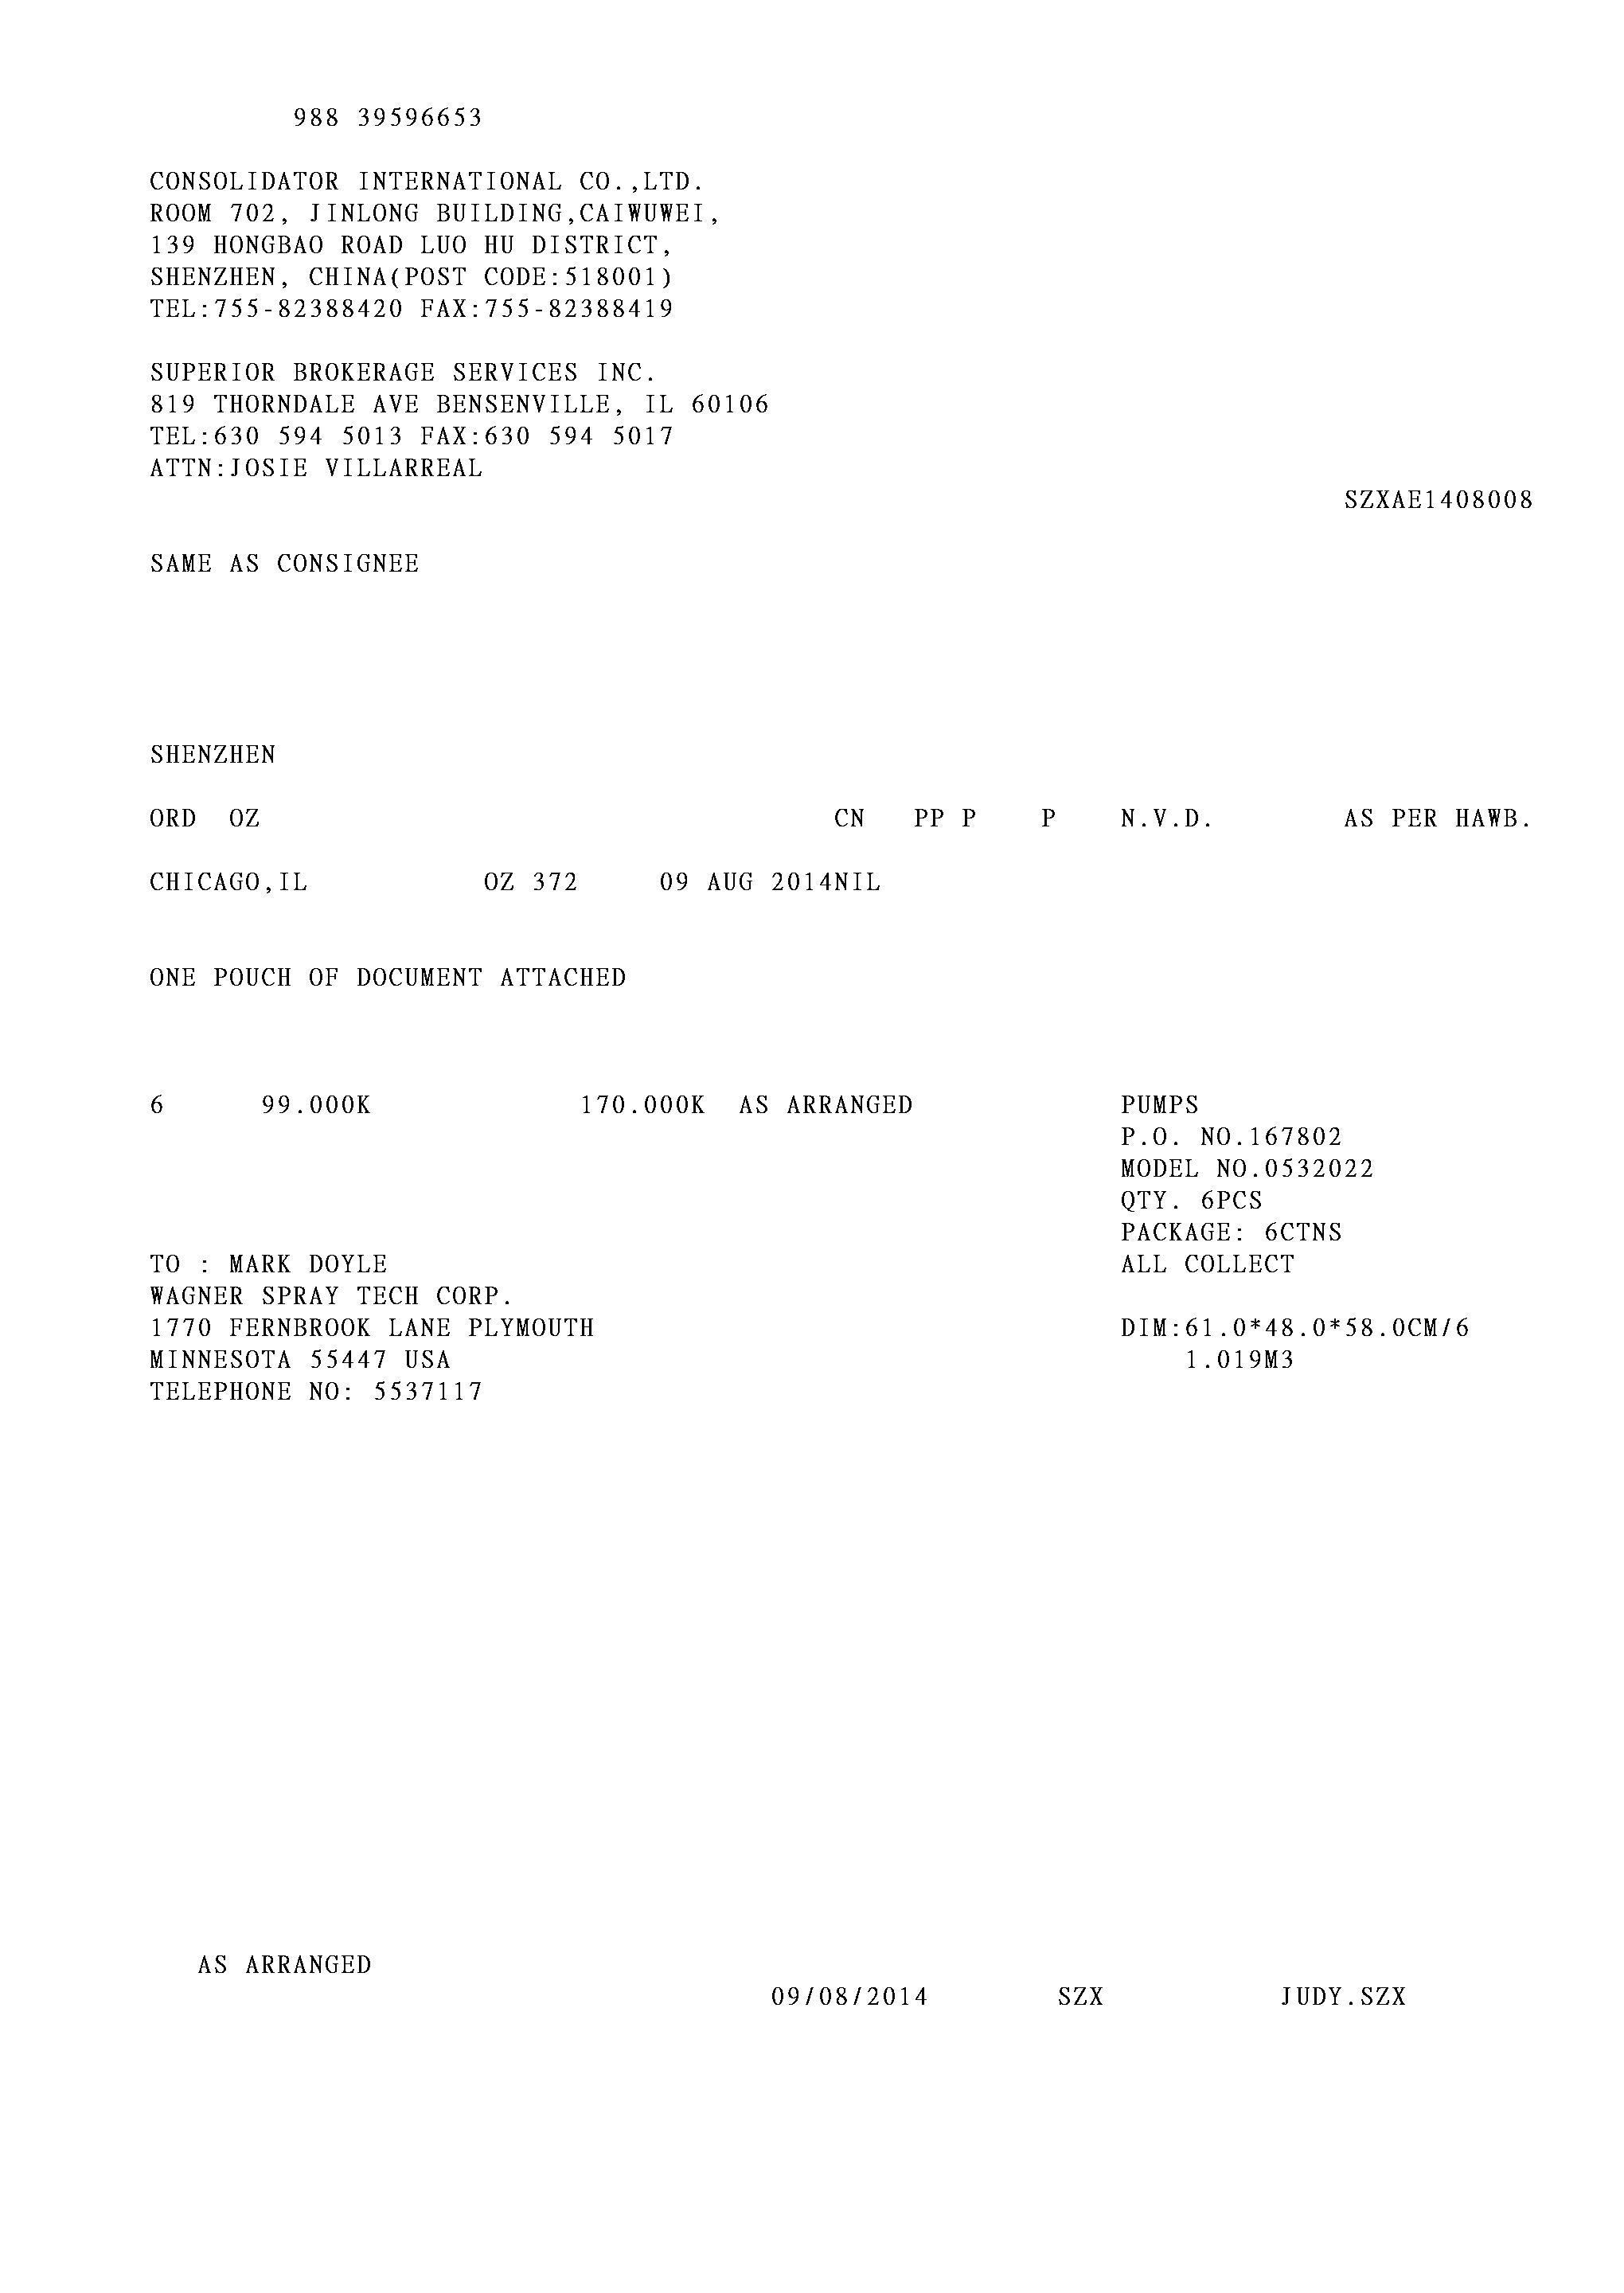 988 39596653
CONSOLIDATOR INTERNATIONAL CO.,LTD.
ROOM 702, JINLONG BUILDING,CAIWUWEI,
139 HONGBAO ROAD LUO HU DISTRICT,
SHENZHEN, CHINA(POST CODE:518001)
TEL:755-82388420 FAX:755-82388419
SUPERIOR BROKERAGE SERVICES INC.
819 THORNDALE AVE BENSENVILLE, IL 60106
TEL:630 594 5013 FAX:630 594 5017
ATTN:JOSIE VILLARREAL
SZXAE1408008
SAME AS CONSIGNEE
SHENZHEN
ORD OZ CN PP P P N.V.D. AS PER HAWB.
CHICAGO,IL OZ 372 09 AUG 2014NIL
ONE POUCH OF DOCUMENT ATTACHED
6 99.000K 170.000K AS ARRANGED PUMPS
P.O. NO.167802
MODEL NO.0532022
QTY. 6PCS
PACKAGE: 6CTNS
TO : MARK DOYLE ALL COLLECT
WAGNER SPRAY TECH CORP.
1770 FERNBROOK LANE PLYMOUTH DIM:61.0*48.0*58.0CM/6
MINNESOTA 55447 USA 1.019M3
TELEPHONE NO: 5537117
AS ARRANGED
09/08/2014 SZX JUDY.SZX